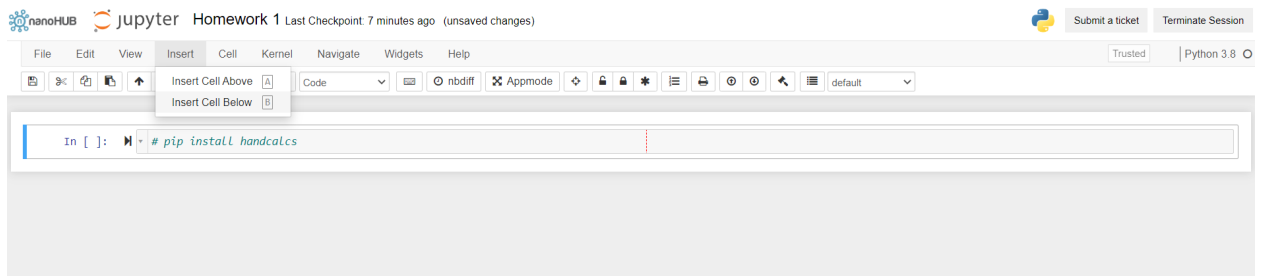 nanoHUB jupyter Homework 1 Last Checkpoint: 7 minutes ago (unsaved changes) Submit a ticket Terminate Session
File Edit View Insert Cell Kernel Navigate Widgets Help Trusted Python 3.8
Insert Cell Above A Code nbdiff Appmode default
Insert Cell Below B
In [ ]: # pip install handcalcs